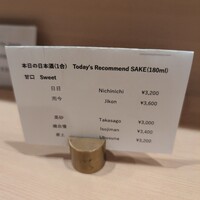 本日の日本酒(1合) Today's Recommend SAKE(180ml)
甘口 Sweet
日日 Nichinichi ¥3,200
而今 Jikon ¥3,600
Takasago ¥3,000
Isojiman ¥3,400